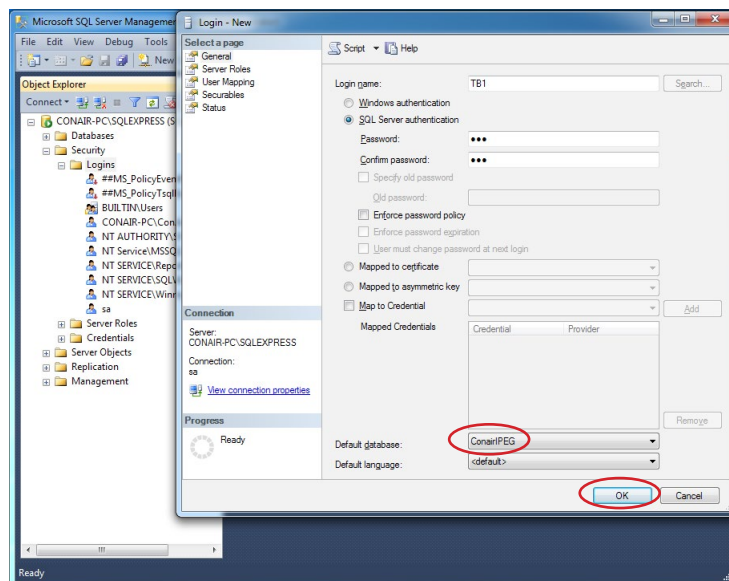 Microsoft SQL Server Managemer
File Edit View Debug Tools
New
Object Explorer
Connect
CONAIR-PC\SQLEXPRESS (S
Databases
Security
Logins
##MS_PolicyEven
##MS_PolicyTsql
BUILTIN\Users
CONAIR-PC\Con
NT AUTHORITY\S
NT Service\MSSQ
NT SERVICE\Repo
NT SERVICE\SQLV
NT SERVICE\Winr
sa
Server Roles
Credentials
Server Objects
Replication
Management
Ready
Login - New
Select a page
General
Server Roles
User Mapping
Securables
Status
Connection
Server:
CONAIR-PC\SQLEXPRESS
Connection:
sa
View connection properties
Progress
Ready
Script Help
Login name: TB1 Search...
Windows authentication
SQL Server authentication
Password: •••
Confirm password: •••
Specify old password
Old password:
Enforce password policy
Enforce password expiration
User must change password at next login
Mapped to certificate
Mapped to asymmetric key
Map to Credential Add
Mapped Credentials Credential Provider
Remove
Default database: ConairIPEG
Default language: <default>
OK Cancel